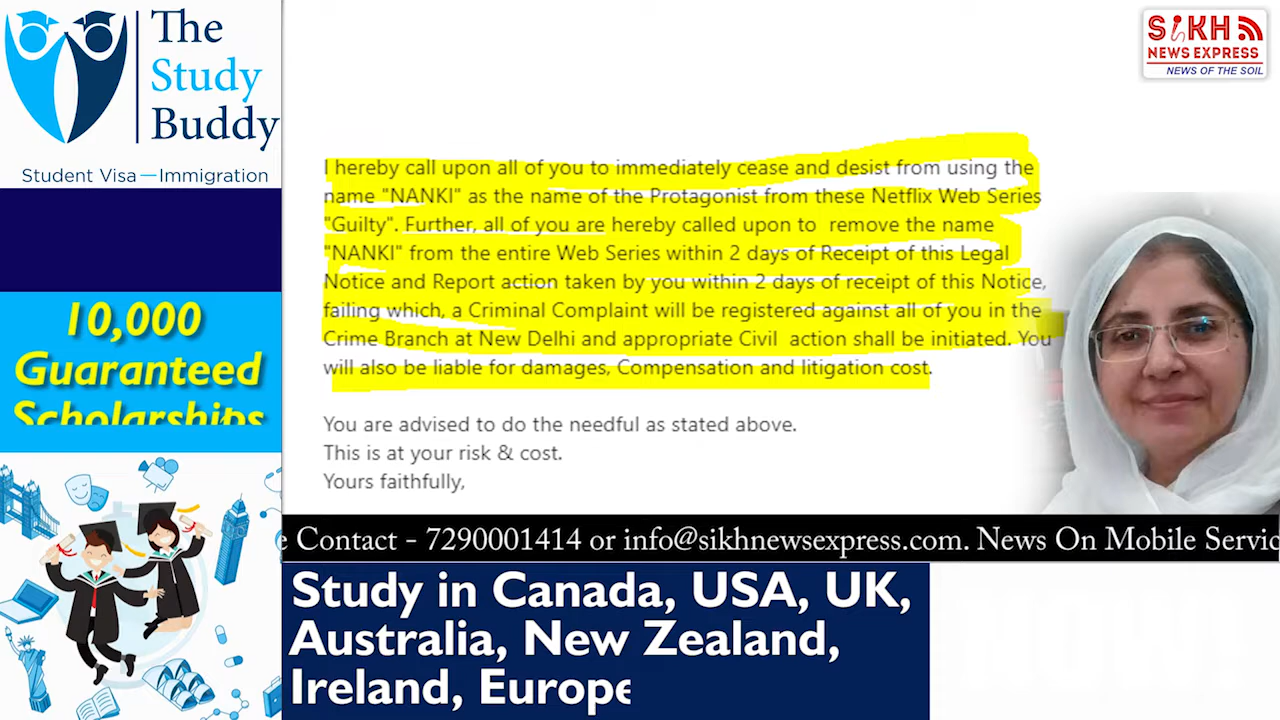 The
Study
Buddy
Student Visa—Immigration
10,000
Guaranteed
Scholarships
SiKH
NEWS EXPRESS
NEWS OF THE SOIL
I hereby call upon all of you to immediately cease and desist from using the
name "NANKI" as the name of the Protagonist from these Netflix Web Series
"Guilty". Further, all of you are hereby called upon to remove the name
"NANKI" from the entire Web Series within 2 days of Receipt of this Legal
Notice and Report action taken by you within 2 days of receipt of this Notice,
failing which, a Criminal Complaint will be registered against all of you in the
Crime Branch at New Delhi and appropriate Civil action shall be initiated. You
will also be liable for damages, Compensation and litigation cost.
You are advised to do the needful as stated above.
This is at your risk & cost.
Yours faithfully,
e Contact - 7290001414 or info@sikhnewsexpress.com. News On Mobile Servic
Study in Canada, USA, UK,
Australia, New Zealand,
Ireland, Europe